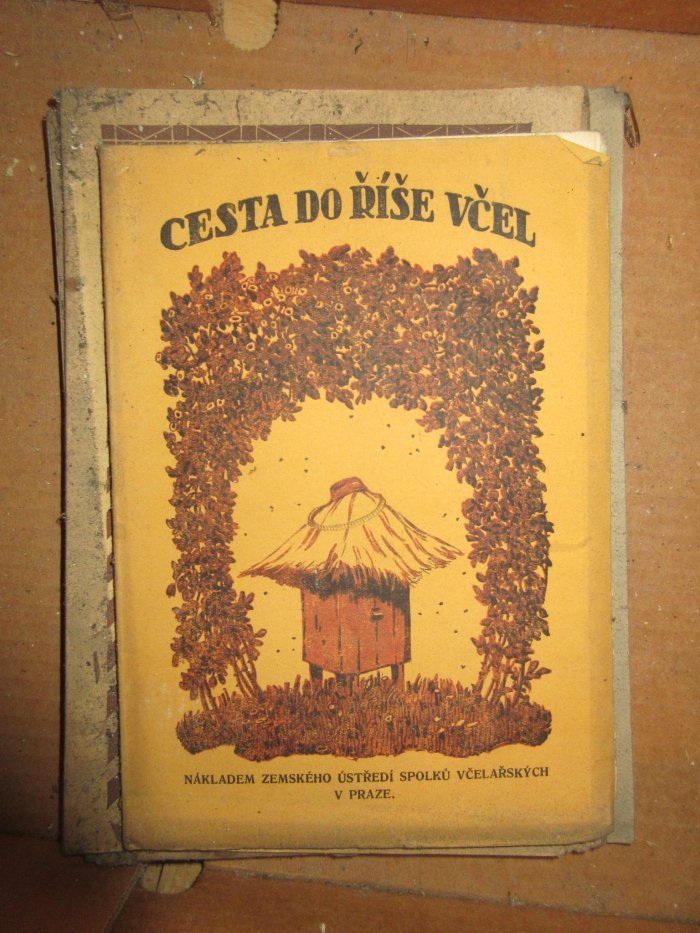 CESTA DO ŘÍŠE VČEL
NÁKLADEM ZEMSKÉHO ÚSTŘEDÍ SPOLKŮ VČELAŘSKÝCH
V PRAZE.